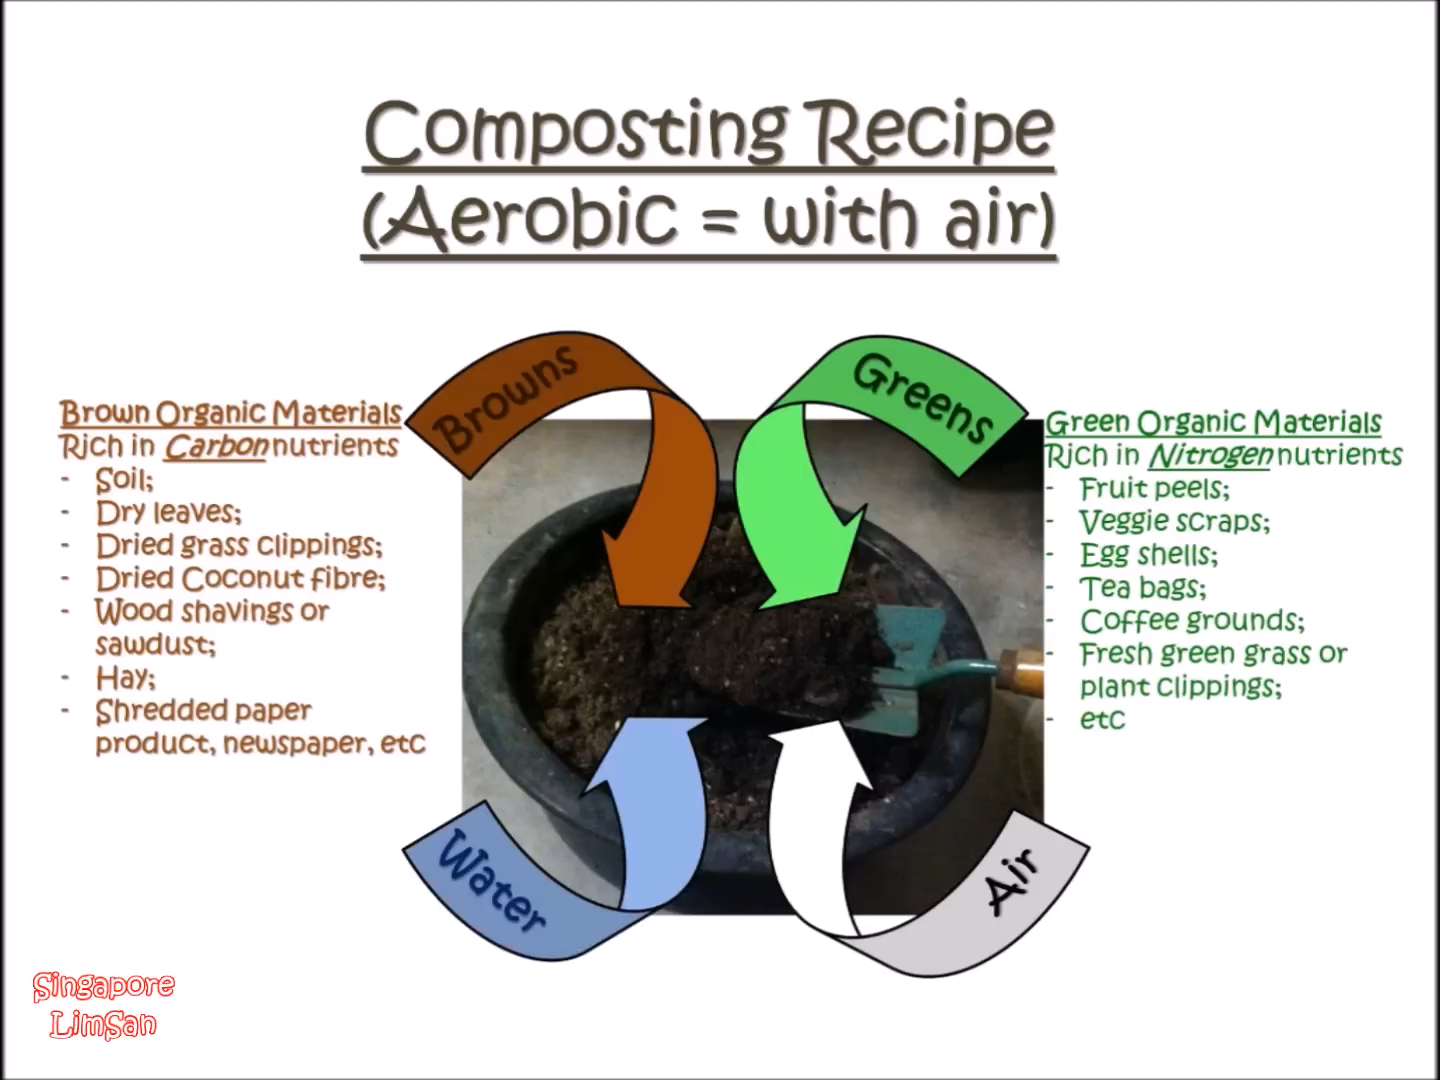 Composting Recipe
(Aerobic = with air)
Browns
Greens
Brown Organic Materials
Rich in Carbon nutrients
- Soil;
- Dry leaves;
- Dried grass clippings;
- Dried Coconut fibre;
- Wood shavings or
sawdust;
- Hay;
- Shredded paper
product, newspaper, etc
Green Organic Materials
Rich in Nitrogen nutrients
- Fruit peels;
- Veggie scraps;
- Egg shells;
- Tea bags;
- Coffee grounds;
- Fresh green grass or
plant clippings;
- etc
Water
Air
Singapore
LimSan